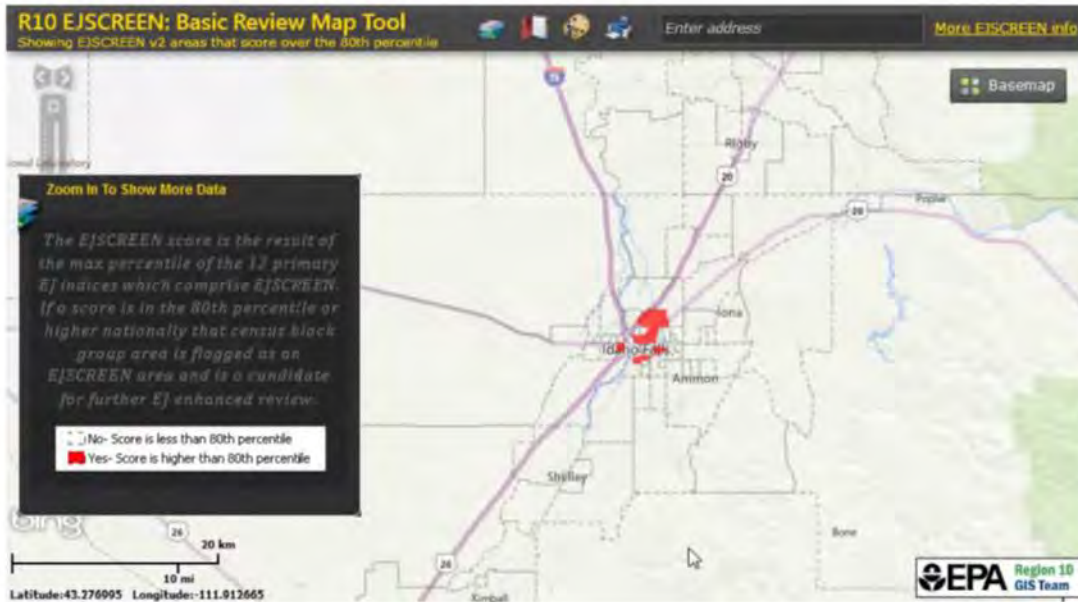 R10 EJSCREEN: Basic Review Map Tool
Showing EJSCREEN v2 areas that score over the 80th percentile
Enter address
More EJSCREEN info
Basemap
15
Rigby
20
Poplar
20
Zoom In To Show More Data
The EJSCREEN score is the result of
the max percentile of the 12 primary
EJ indices which comprise EJSCREEN.
If a score is in the 80th percentile or
higher nationally that census block
group area is flagged as an
EJSCREEN area and is a candidate
for further EJ enhanced review.
No- Score is less than 80th percentile
Yes- Score is higher than 80th percentile
Iona
Idaho Falls
Ammon
Shelley
bing
26
20 km
10 mi
Bone
26
Kimball
Latitude:43.276995 Longitude:-111.912665
EPA
Region 10
GIS Team